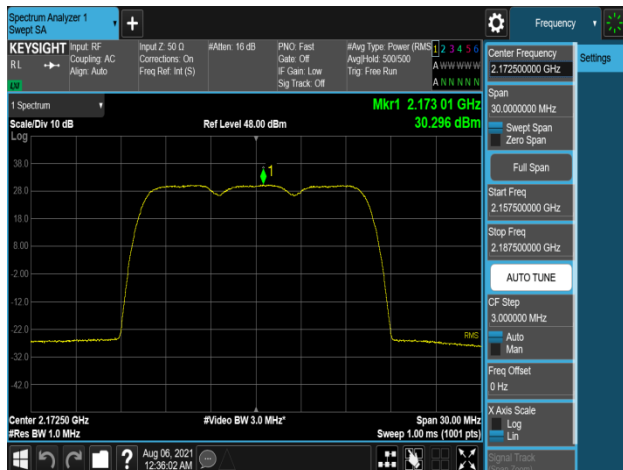 Spectrum Analyzer 1
Swept SA
Frequency
KEYSIGHT
Input: RF
Input Z: 50 Ω
#Atten: 16 dB
PNO: Fast
#Avg Type: Power (RMS
1 2 3 4 5 6
RL
Coupling: AC
Corrections: On
Gate: Off
Avg|Hold: 500/500
A W W W W W
Align: Auto
Freq Ref: Int (S)
IF Gain: Low
Trig: Free Run
Sig Track: Off
A N N N N N
Center Frequency
2.172500000 GHz
Settings
1 Spectrum
Mkr1 2.173 01 GHz
Scale/Div 10 dB
Ref Level 48.00 dBm
30.296 dBm
Log
1
38.0
28.0
18.0
8.00
-2.00
-12.0
-22.0
RMS
-32.0
-42.0
Center 2.17250 GHz
#Video BW 3.0 MHz*
Span 30.00 MHz
#Res BW 1.0 MHz
Sweep 1.00 ms (1001 pts)
Span
30.0000000 MHz
Swept Span
Zero Span
Full Span
Start Freq
2.157500000 GHz
Stop Freq
2.187500000 GHz
AUTO TUNE
CF Step
3.000000 MHz
Auto
Man
Freq Offset
0 Hz
X Axis Scale
Log
Lin
Signal Track
?
Aug 06, 2021
12:36:02 AM